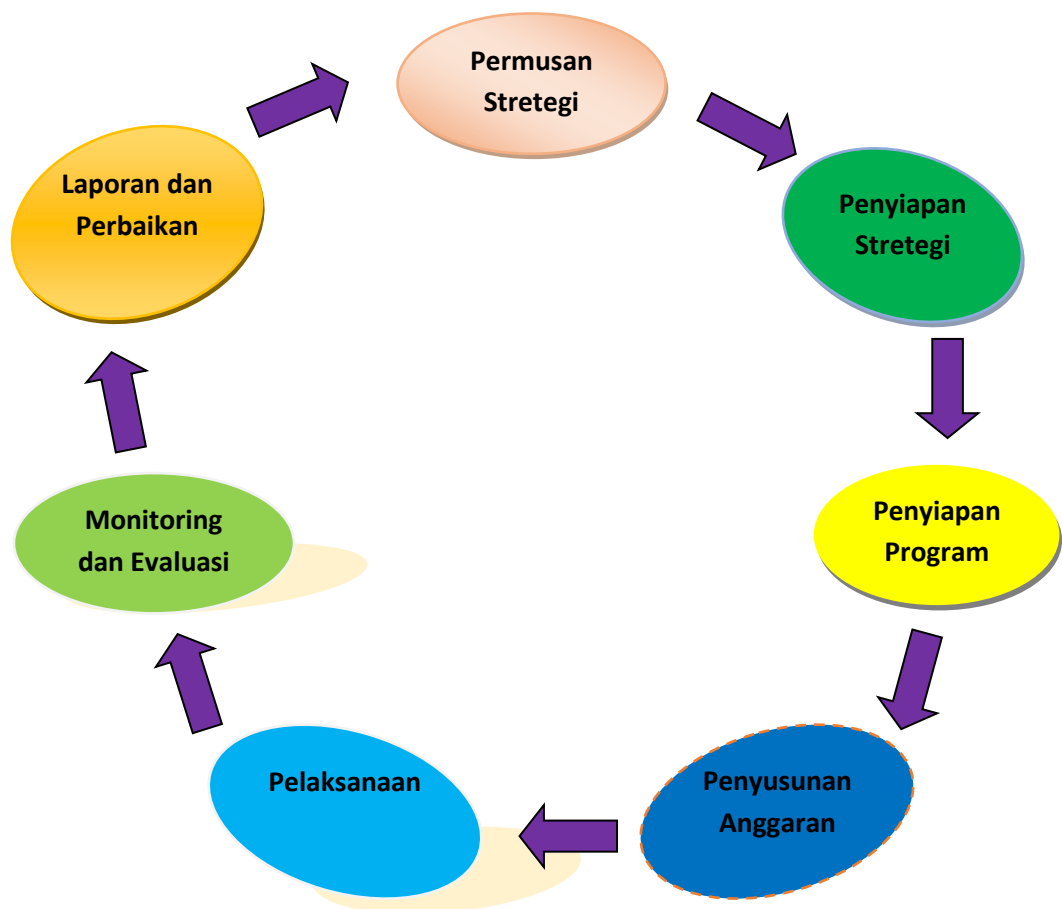 Permusan
Stretegi
Penyiapan
Stretegi
Penyiapan
Program
Penyusunan
Anggaran
Pelaksanaan
Monitoring
dan Evaluasi
Laporan dan
Perbaikan